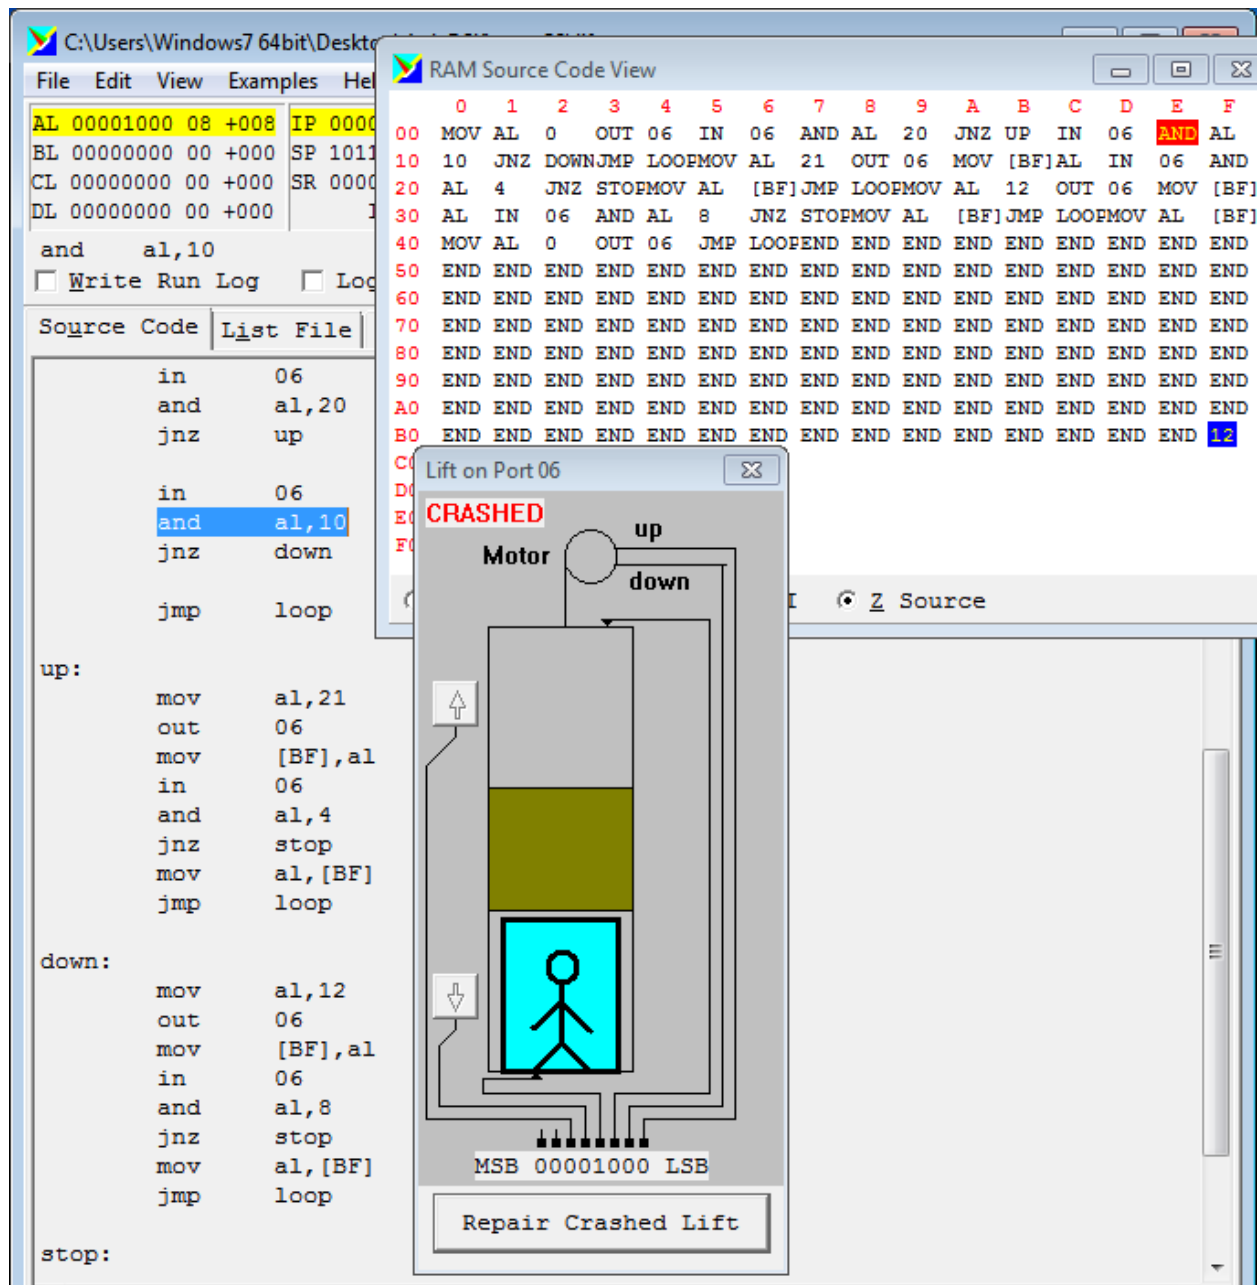 C:\Users\Windows7 64bit\Deskto
File Edit View Examples Hel
AL 00001000 08 +008 IP 0000
BL 00000000 00 +000 SP 1011
CL 00000000 00 +000 SR 0000
DL 00000000 00 +000
and al,10
Write Run Log Log
Source Code List File
in 06
and al,20
jnz up
in 06
and al,10
jnz down
jmp loop
up:
mov al,21
out 06
mov [BF],al
in 06
and al,4
jnz stop
mov al,[BF]
jmp loop
down:
mov al,12
out 06
mov [BF],al
in 06
and al,8
jnz stop
mov al,[BF]
jmp loop
stop:
RAM Source Code View
0 1 2 3 4 5 6 7 8 9 A B C D E F
00 MOV AL 0 OUT 06 IN 06 AND AL 20 JNZ UP IN 06 AND AL
10 10 JNZ DOWN JMP LOOP MOV AL 21 OUT 06 MOV [BF] AL IN 06 AND
20 AL 4 JNZ STOP MOV AL [BF] JMP LOOP MOV AL 12 OUT 06 MOV [BF]
30 AL IN 06 AND AL 8 JNZ STOP MOV AL [BF] JMP LOOP MOV AL [BF]
40 MOV AL 0 OUT 06 JMP LOOP END END END END END END END END END
50 END END END END END END END END END END END END END END END END
60 END END END END END END END END END END END END END END END END
70 END END END END END END END END END END END END END END END END
80 END END END END END END END END END END END END END END END END
90 END END END END END END END END END END END END END END END END
A0 END END END END END END END END END END END END END END END END
B0 END END END END END END END END END END END END END END END 12
Z Source
Lift on Port 06
CRASHED
up
Motor
down
MSB 00001000 LSB
Repair Crashed Lift